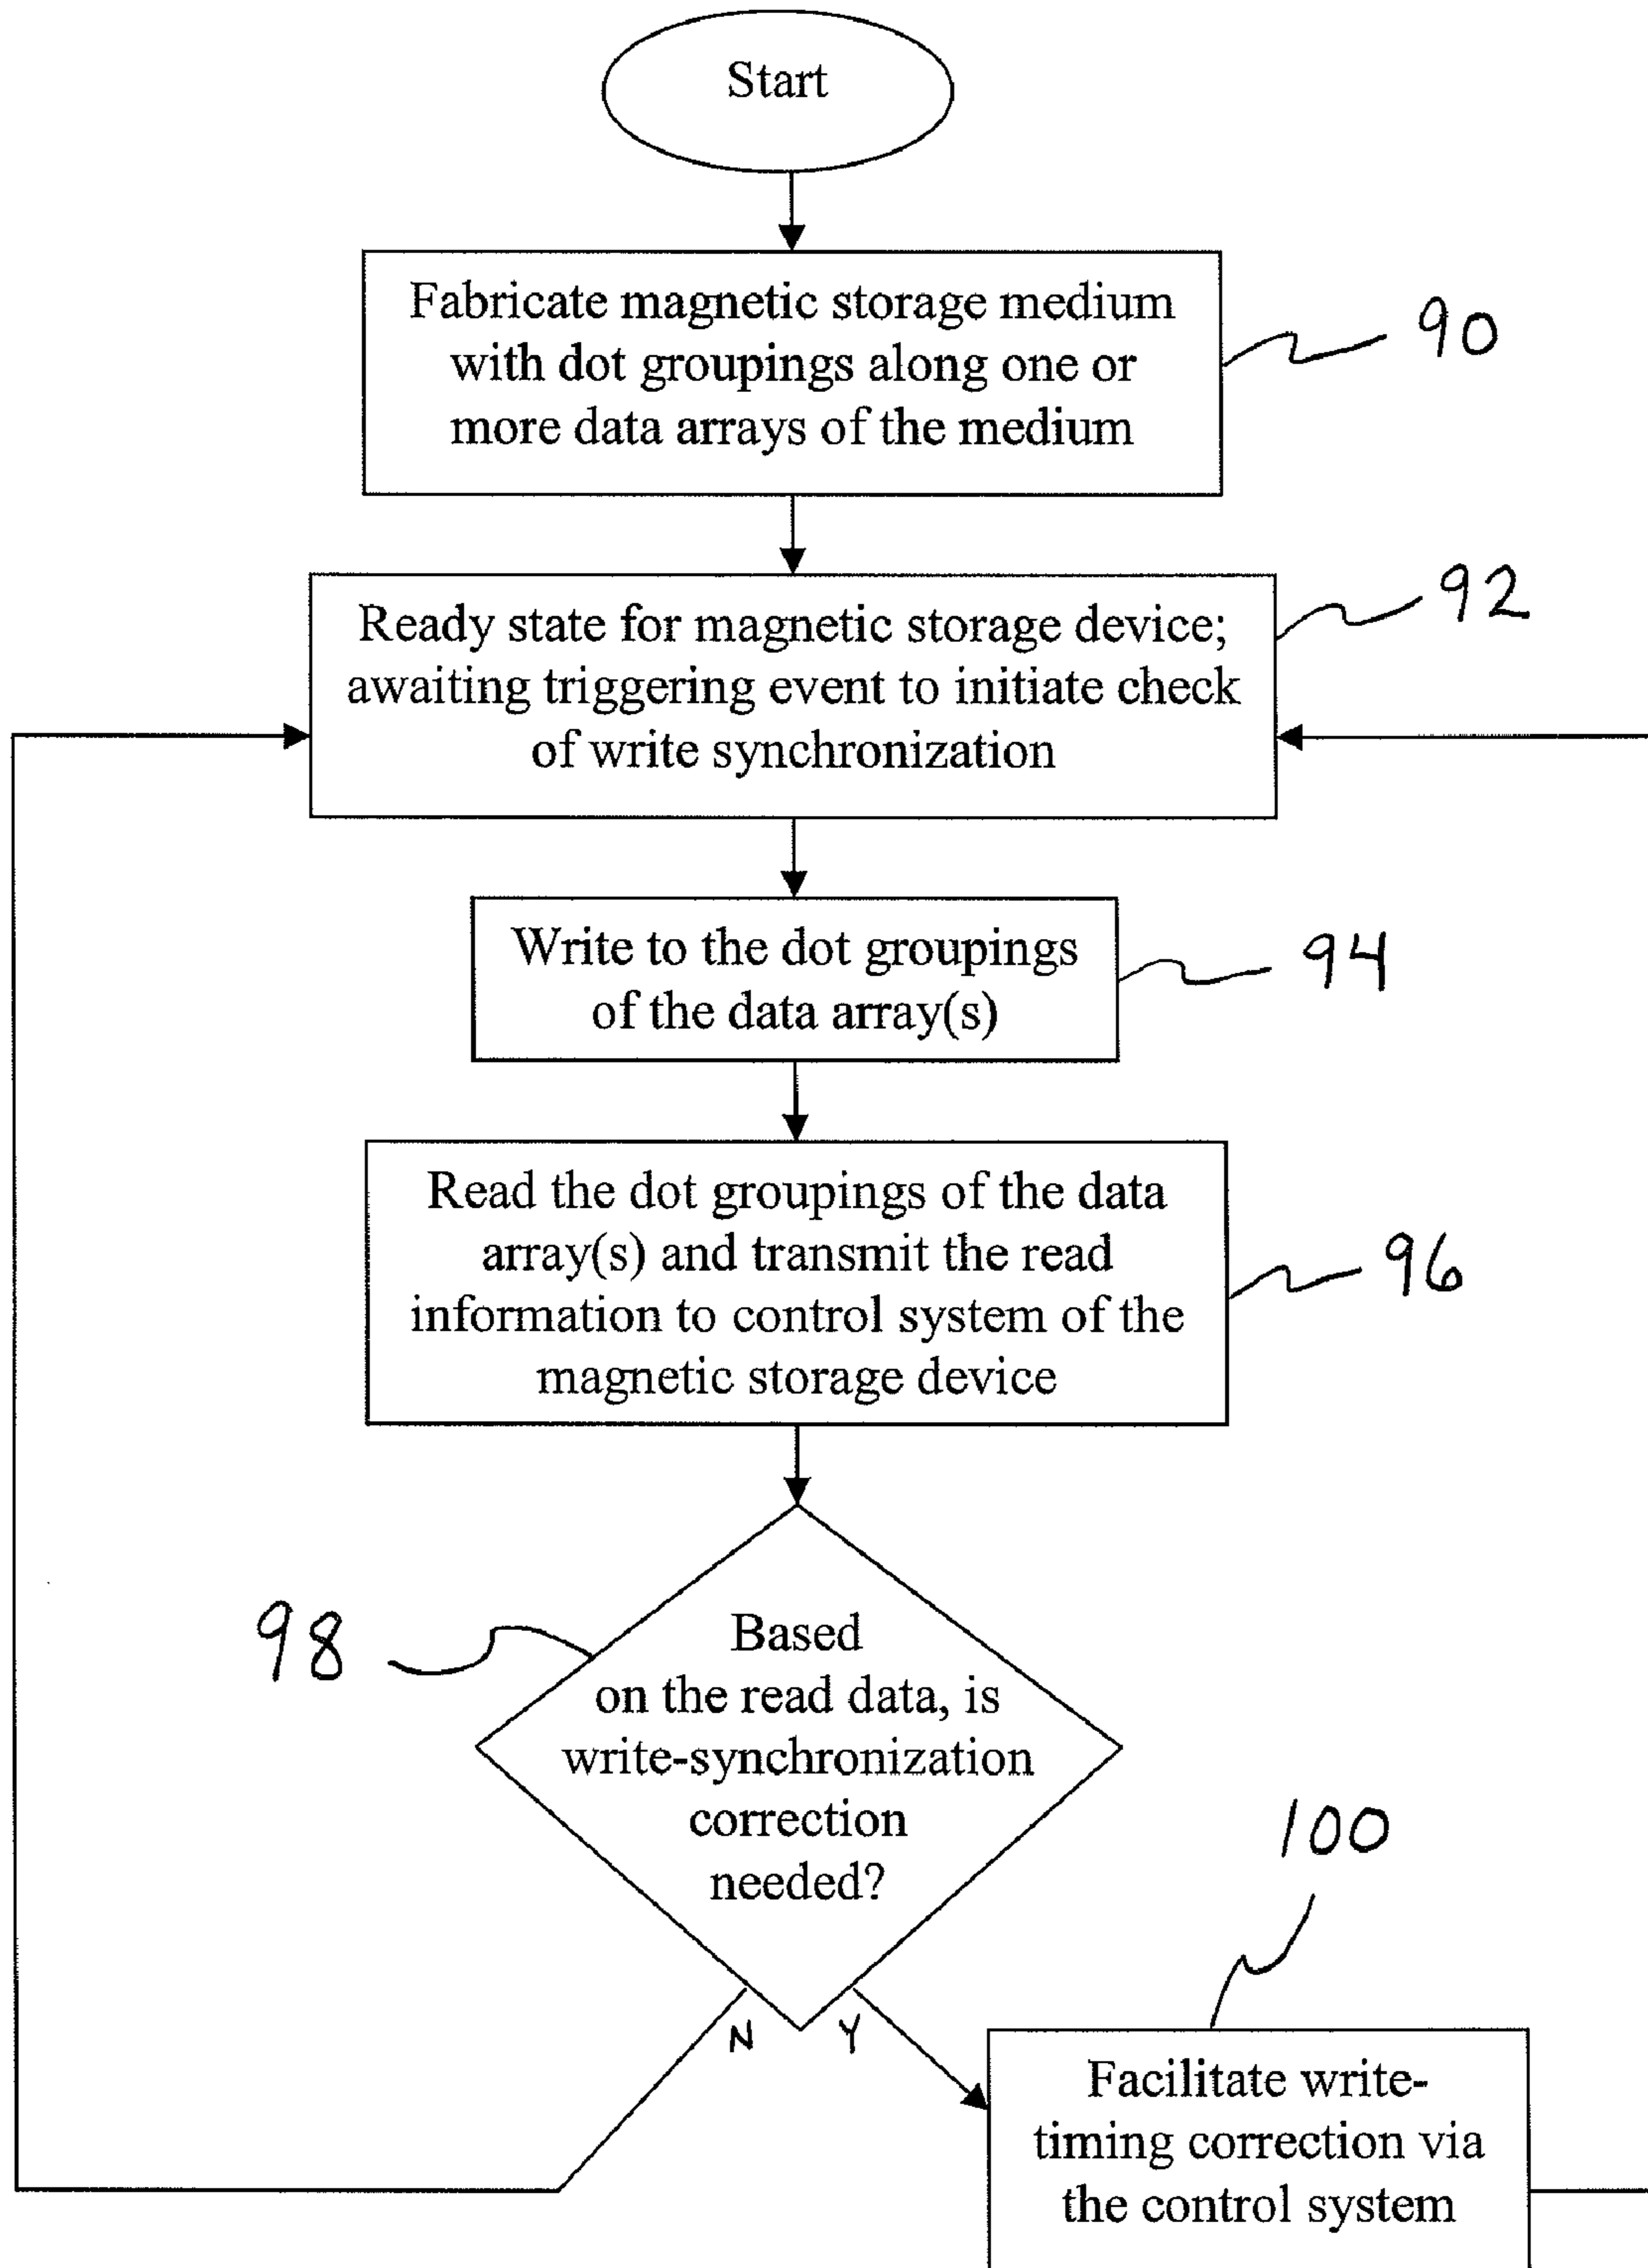 Start
Fabricate magnetic storage medium
with dot groupings along one or
more data arrays of the medium
90
Ready state for magnetic storage device;
awaiting triggering event to initiate check
of write synchronization
92
Write to the dot groupings
of the data array(s)
94
Read the dot groupings of the data
array(s) and transmit the read
information to control system of the
magnetic storage device
96
98
Based
on the read data, is
write-synchronization
correction
needed?
100
N
Y
Facilitate write-
timing correction via
the control system